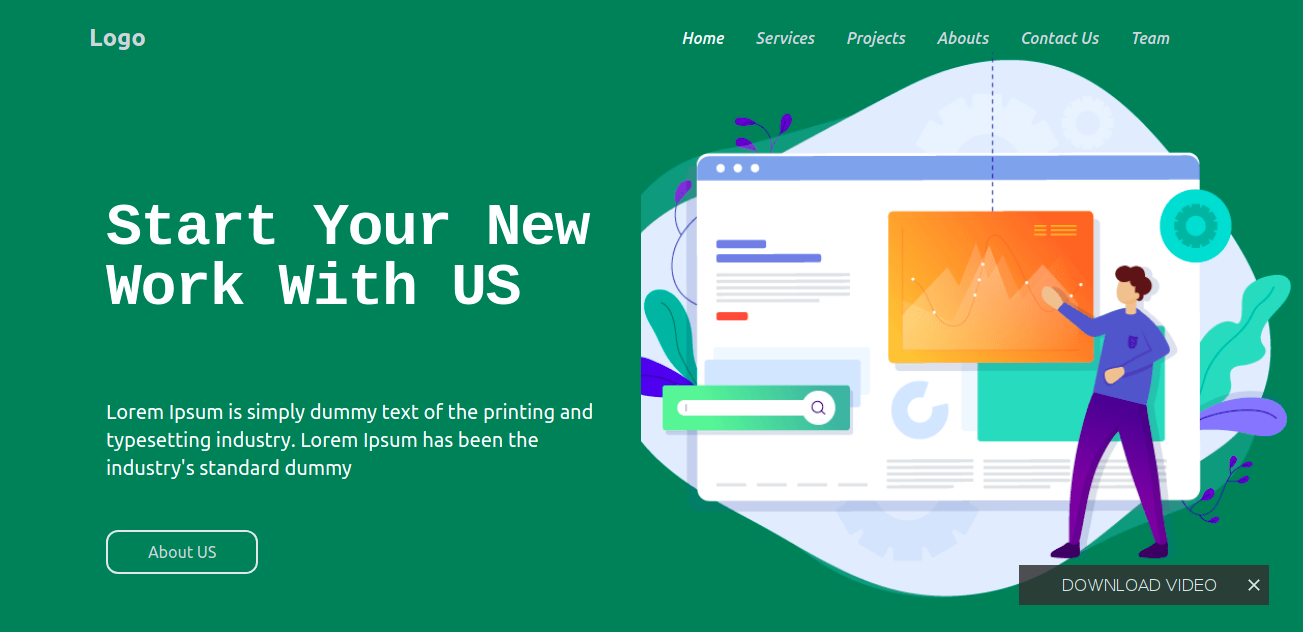 Logo
Home Services Projects Abouts Contact Us Team
Start Your New
Work With US
Lorem Ipsum is simply dummy text of the printing and
typesetting industry. Lorem Ipsum has been the
industry's standard dummy
About US
DOWNLOAD VIDEO ✕